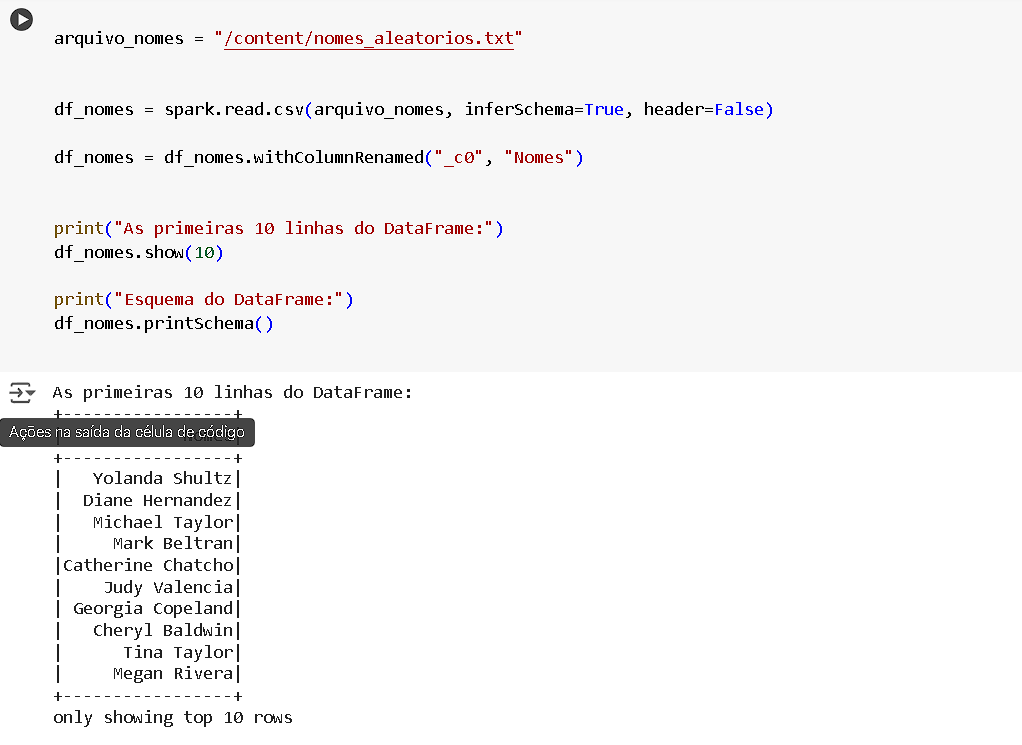 arquivo_nomes = "/content/nomes_aleatorios.txt"
df_nomes = spark.read.csv(arquivo_nomes, inferSchema=True, header=False)
df_nomes = df_nomes.withColumnRenamed("_c0", "Nomes")
print("As primeiras 10 linhas do DataFrame:")
df_nomes.show(10)
print("Esquema do DataFrame:")
df_nomes.printSchema()
As primeiras 10 linhas do DataFrame:
+-----------------+
Ações na saída da célula de código
+-----------------+
|   Yolanda Shultz|
|  Diane Hernandez|
|   Michael Taylor|
|     Mark Beltran|
|Catherine Chatcho|
|    Judy Valencia|
| Georgia Copeland|
|   Cheryl Baldwin|
|      Tina Taylor|
|     Megan Rivera|
+-----------------+
only showing top 10 rows